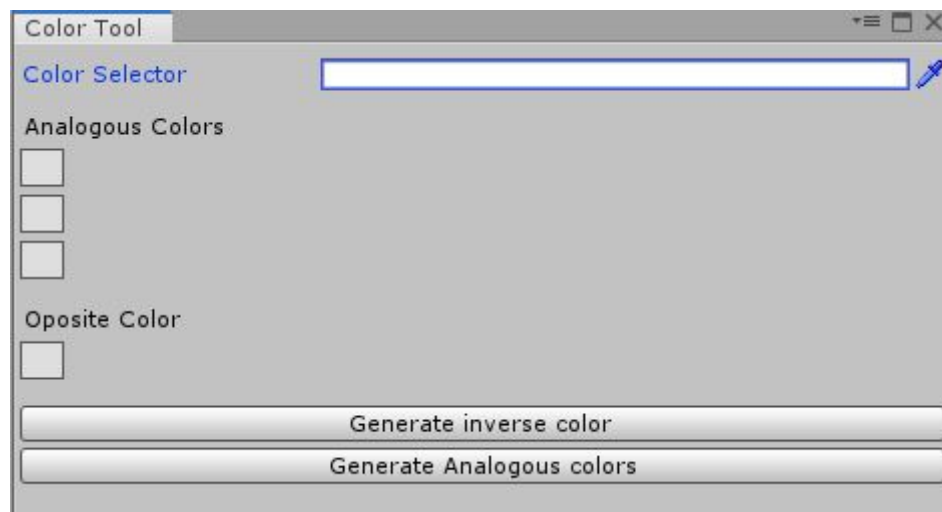 Color Tool
Color Selector
Analogous Colors
Oposite Color
Generate inverse color
Generate Analogous colors